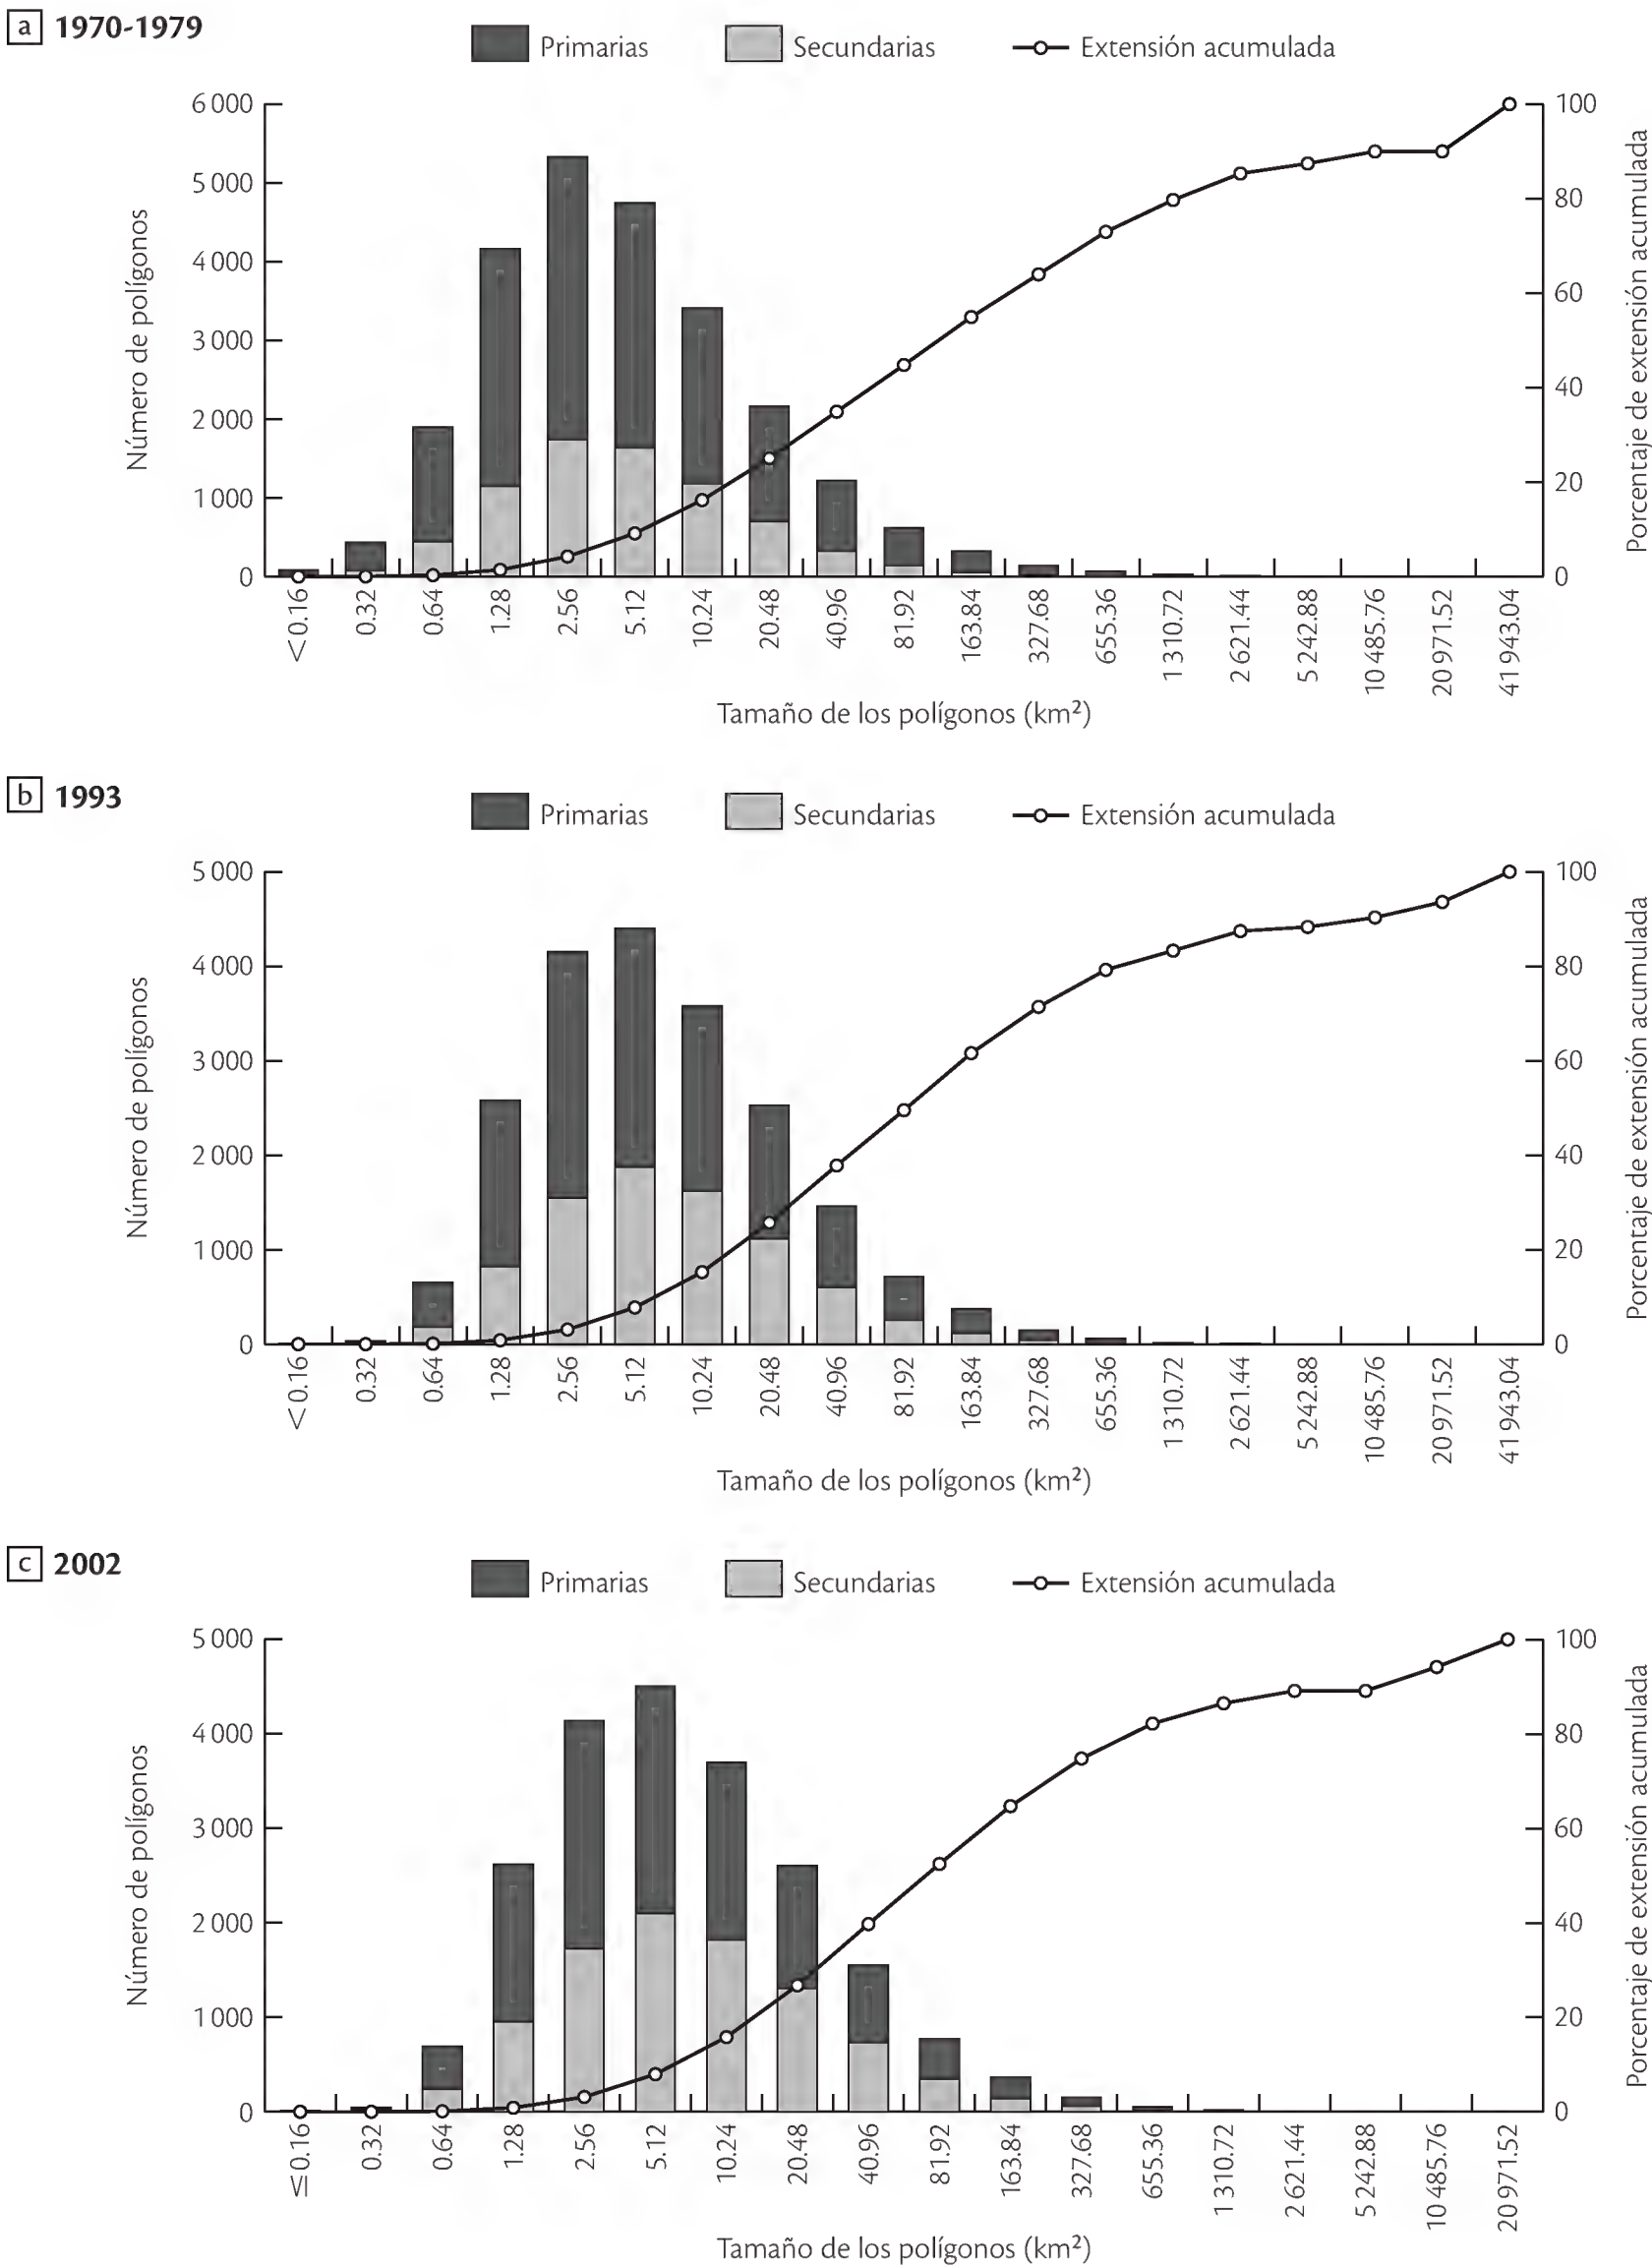 a 1970-1979
Primarias Secundarias Extensión acumulada
6 000
5 000
4 000
3 000
2 000
1 000
0
Número de polígonos
100
80
60
40
20
0
Porcentaje de extensión acumulada
<0.16 0.32 0.64 1.28 2.56 5.12 10.24 20.48 40.96 81.92 163.84 327.68 655.36 1 310.72 2 621.44 5 242.88 10 485.76 20 971.52 41 943.04
Tamaño de los polígonos (km²)
b 1993
Primarias Secundarias Extensión acumulada
5 000
4 000
3 000
2 000
1 000
0
Número de polígonos
100
80
60
40
20
0
Porcentaje de extensión acumulada
<0.16 0.32 0.64 1.28 2.56 5.12 10.24 20.48 40.96 81.92 163.84 327.68 655.36 1 310.72 2 621.44 5 242.88 10 485.76 20 971.52 41 943.04
Tamaño de los polígonos (km²)
c 2002
Primarias Secundarias Extensión acumulada
5 000
4 000
3 000
2 000
1 000
0
Número de polígonos
100
80
60
40
20
0
Porcentaje de extensión acumulada
≤0.16 0.32 0.64 1.28 2.56 5.12 10.24 20.48 40.96 81.92 163.84 327.68 655.36 1 310.72 2 621.44 5 242.88 10 485.76 20 971.52
Tamaño de los polígonos (km²)